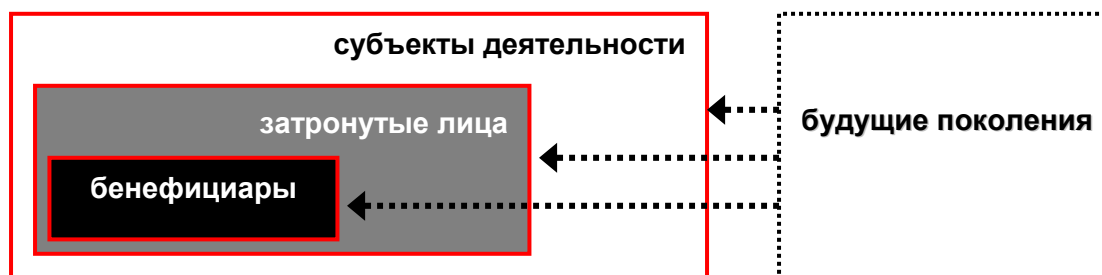 субъекты деятельности
затронутые лица
будущие поколения
бенефициары